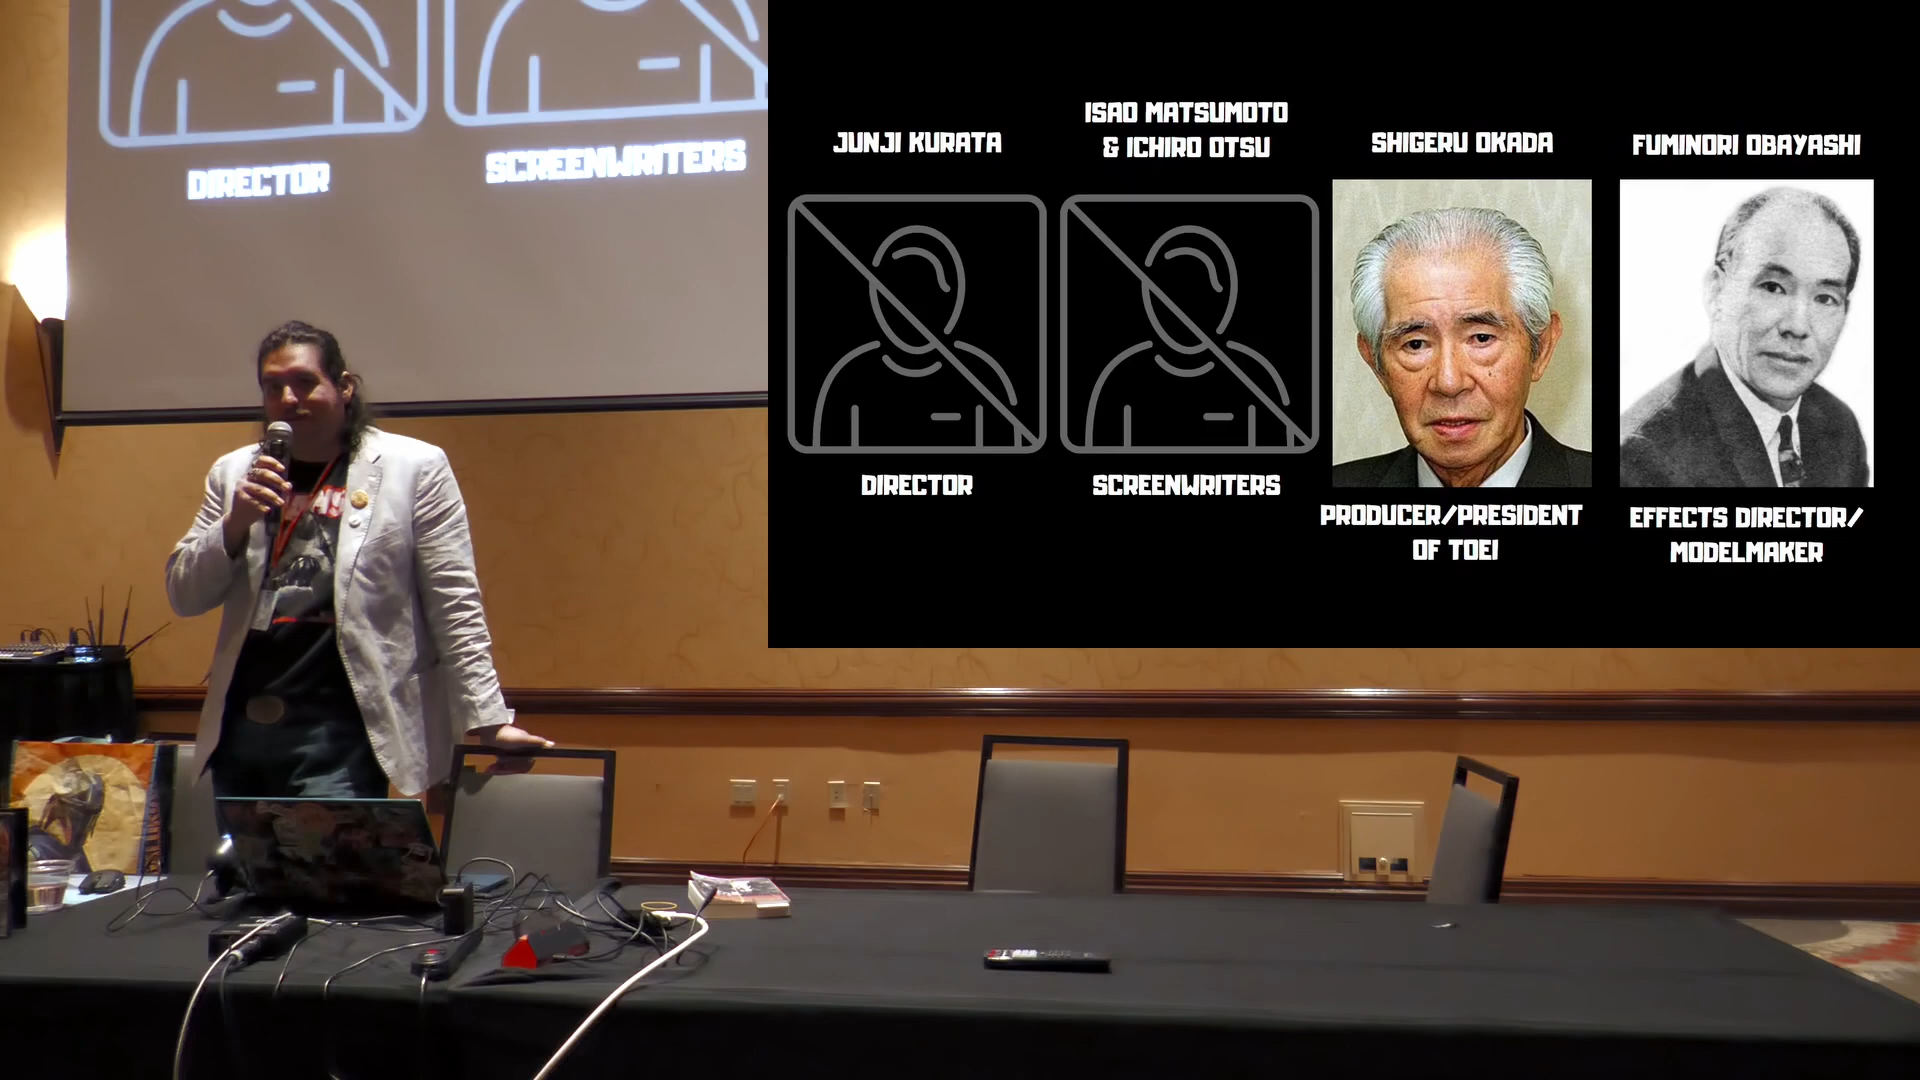 DIRECTOR
SCREENWRITERS
JUNJI KURATA
ISAO MATSUMOTO
& ICHIRO OTSU
SHIGERU OKADA
FUMINORI OBAYASHI
DIRECTOR
SCREENWRITERS
PRODUCER/PRESIDENT
OF TOEI
EFFECTS DIRECTOR/
MODELMAKER